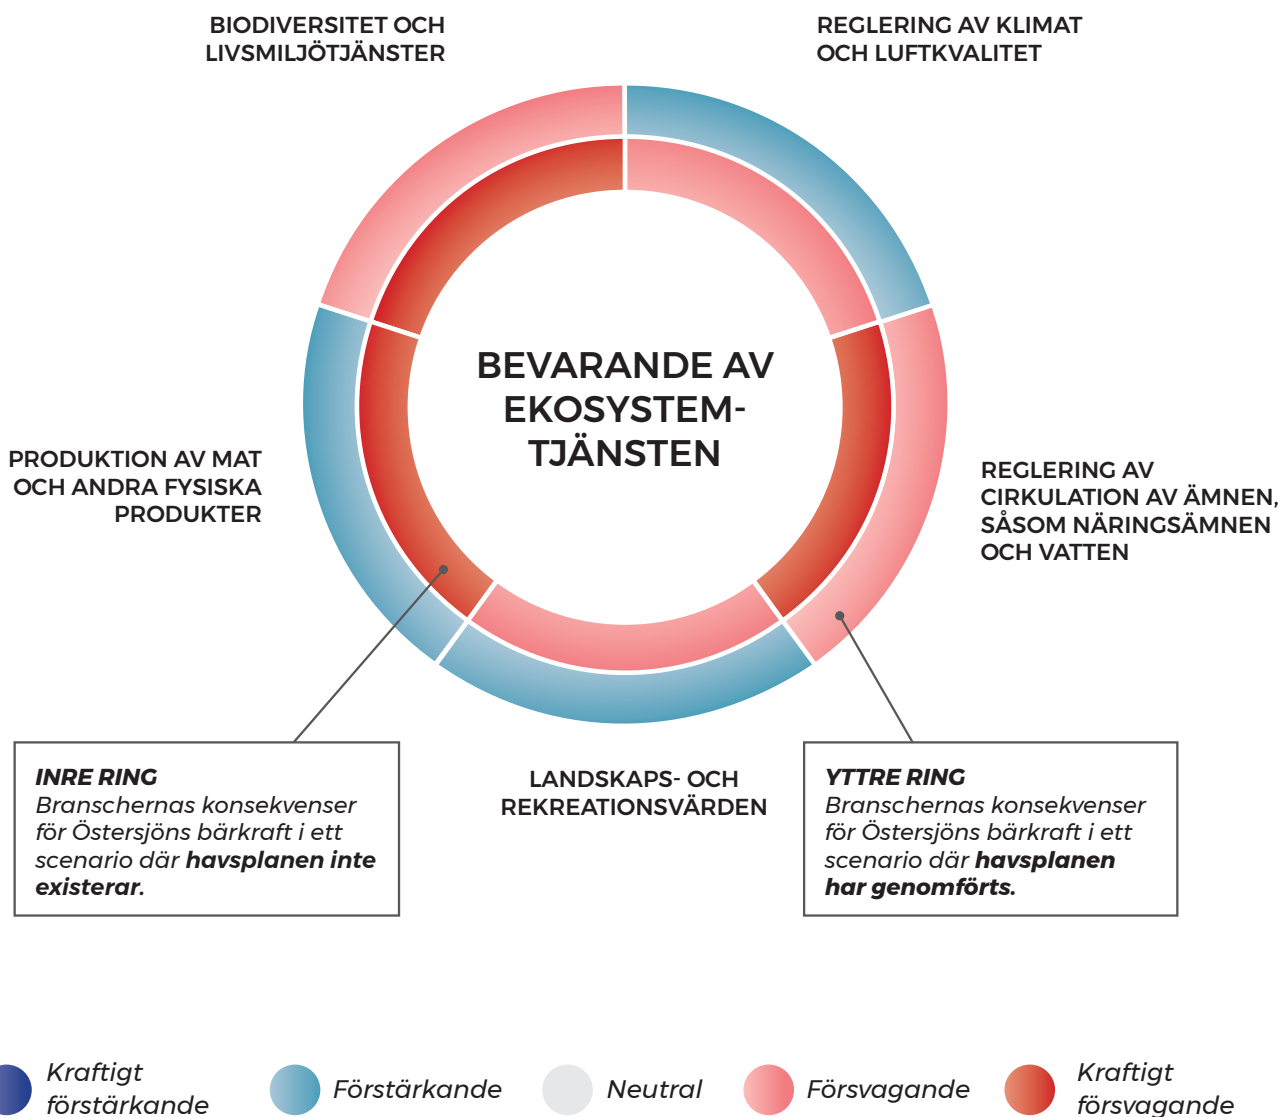 BIODIVERSITET OCH
LIVSMILJÖTJÄNSTER
REGLERING AV KLIMAT
OCH LUFTKVALITET
BEVARANDE AV
EKOSYSTEM-
TJÄNSTEN
PRODUKTION AV MAT
OCH ANDRA FYSISKA
PRODUKTER
REGLERING AV
CIRKULATION AV ÄMNEN,
SÅSOM NÄRINGSÄMNEN
OCH VATTEN
LANDSKAPS- OCH
REKREATIONSVÄRDEN
INRE RING
Branschernas konsekvenser
för Östersjöns bärkraft i ett
scenario där havsplanen inte
existerar.
YTTRE RING
Branschernas konsekvenser
för Östersjöns bärkraft i ett
scenario där havsplanen
har genomförts.
Kraftigt
förstärkande
Förstärkande
Neutral
Försvagande
Kraftigt
försvagande